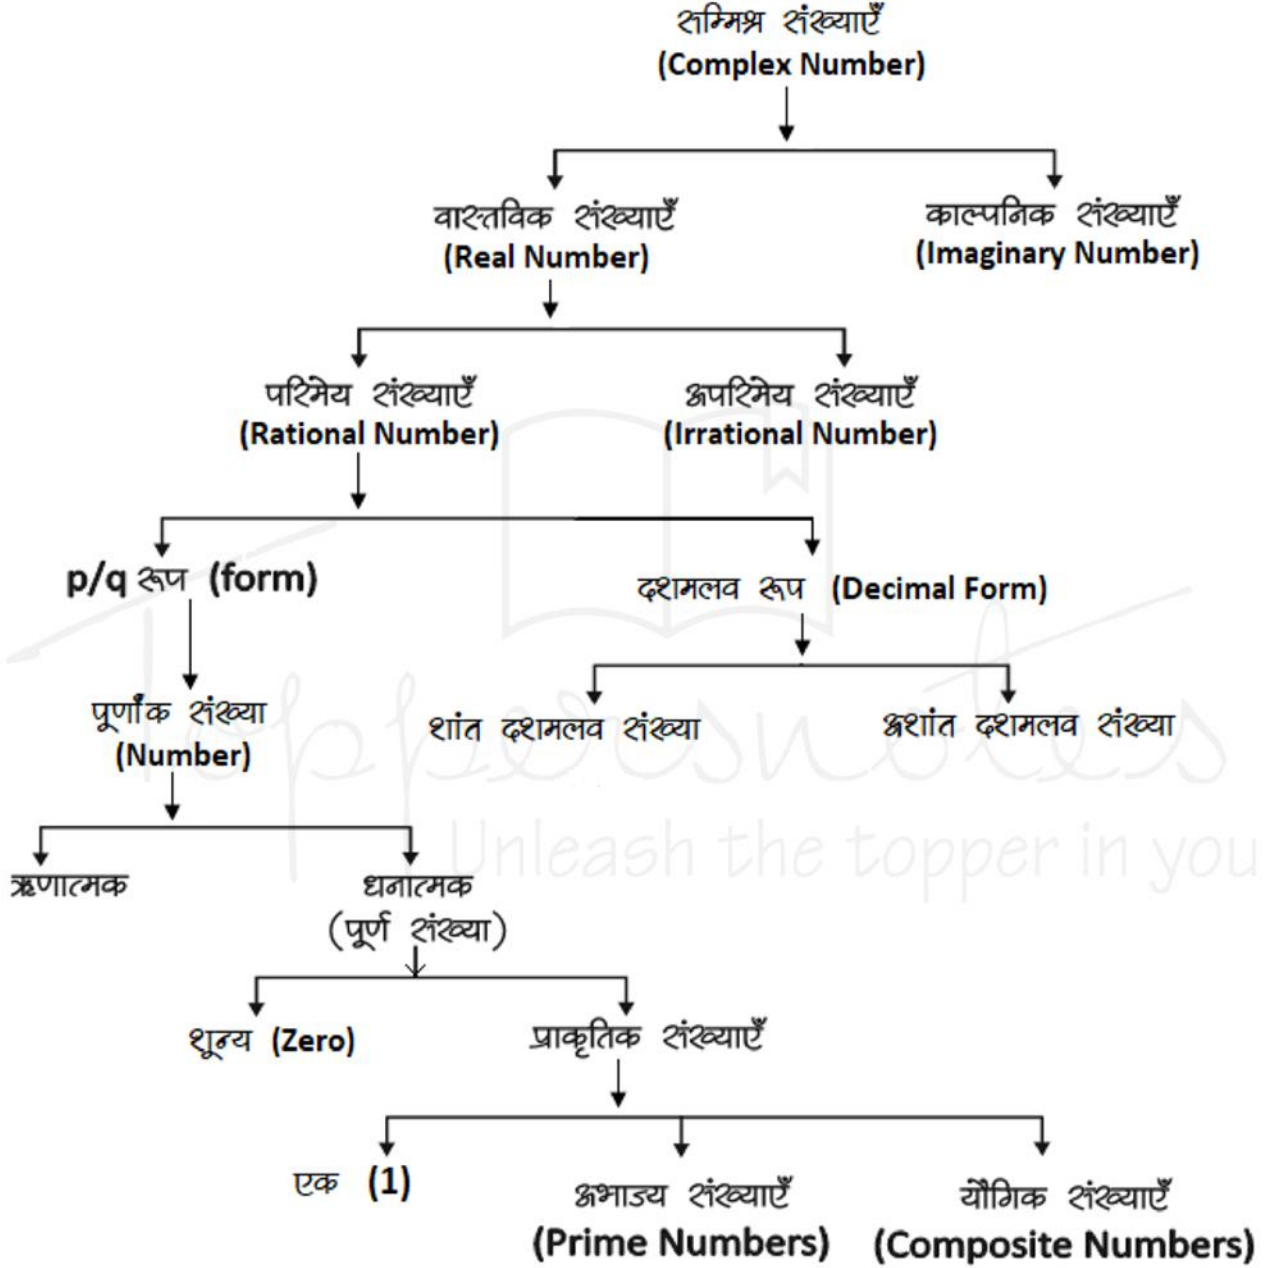 सम्मिश्र संख्याएँ
(Complex Number)
वास्तविक संख्याएँ
(Real Number)
काल्पनिक संख्याएँ
(Imaginary Number)
परिमेय संख्याएँ
(Rational Number)
अपरिमेय संख्याएँ
(Irrational Number)
p/q रूप (form)
दशमलव रूप (Decimal Form)
पूर्णांक संख्या
(Number)
शांत दशमलव संख्या
अशांत दशमलव संख्या
Toppersnotes
Unleash the topper in you
ऋणात्मक
धनात्मक
(पूर्ण संख्या)
शून्य (Zero)
प्राकृतिक संख्याएँ
एक (1)
अभाज्य संख्याएँ
(Prime Numbers)
यौगिक संख्याएँ
(Composite Numbers)